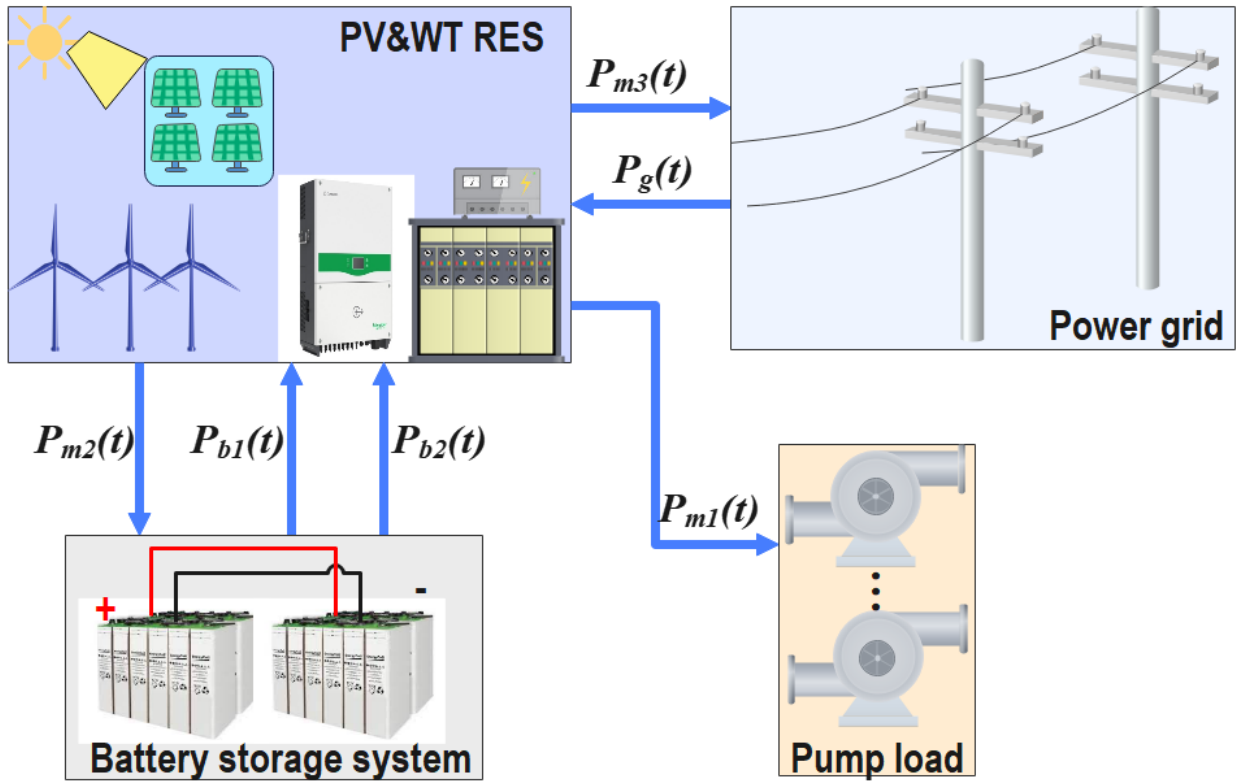 PV&WT RES
Pm3(t)
Pg(t)
Power grid
Pm2(t)
Pb1(t)
Pb2(t)
Pm1(t)
+
-
Battery storage system
Pump load